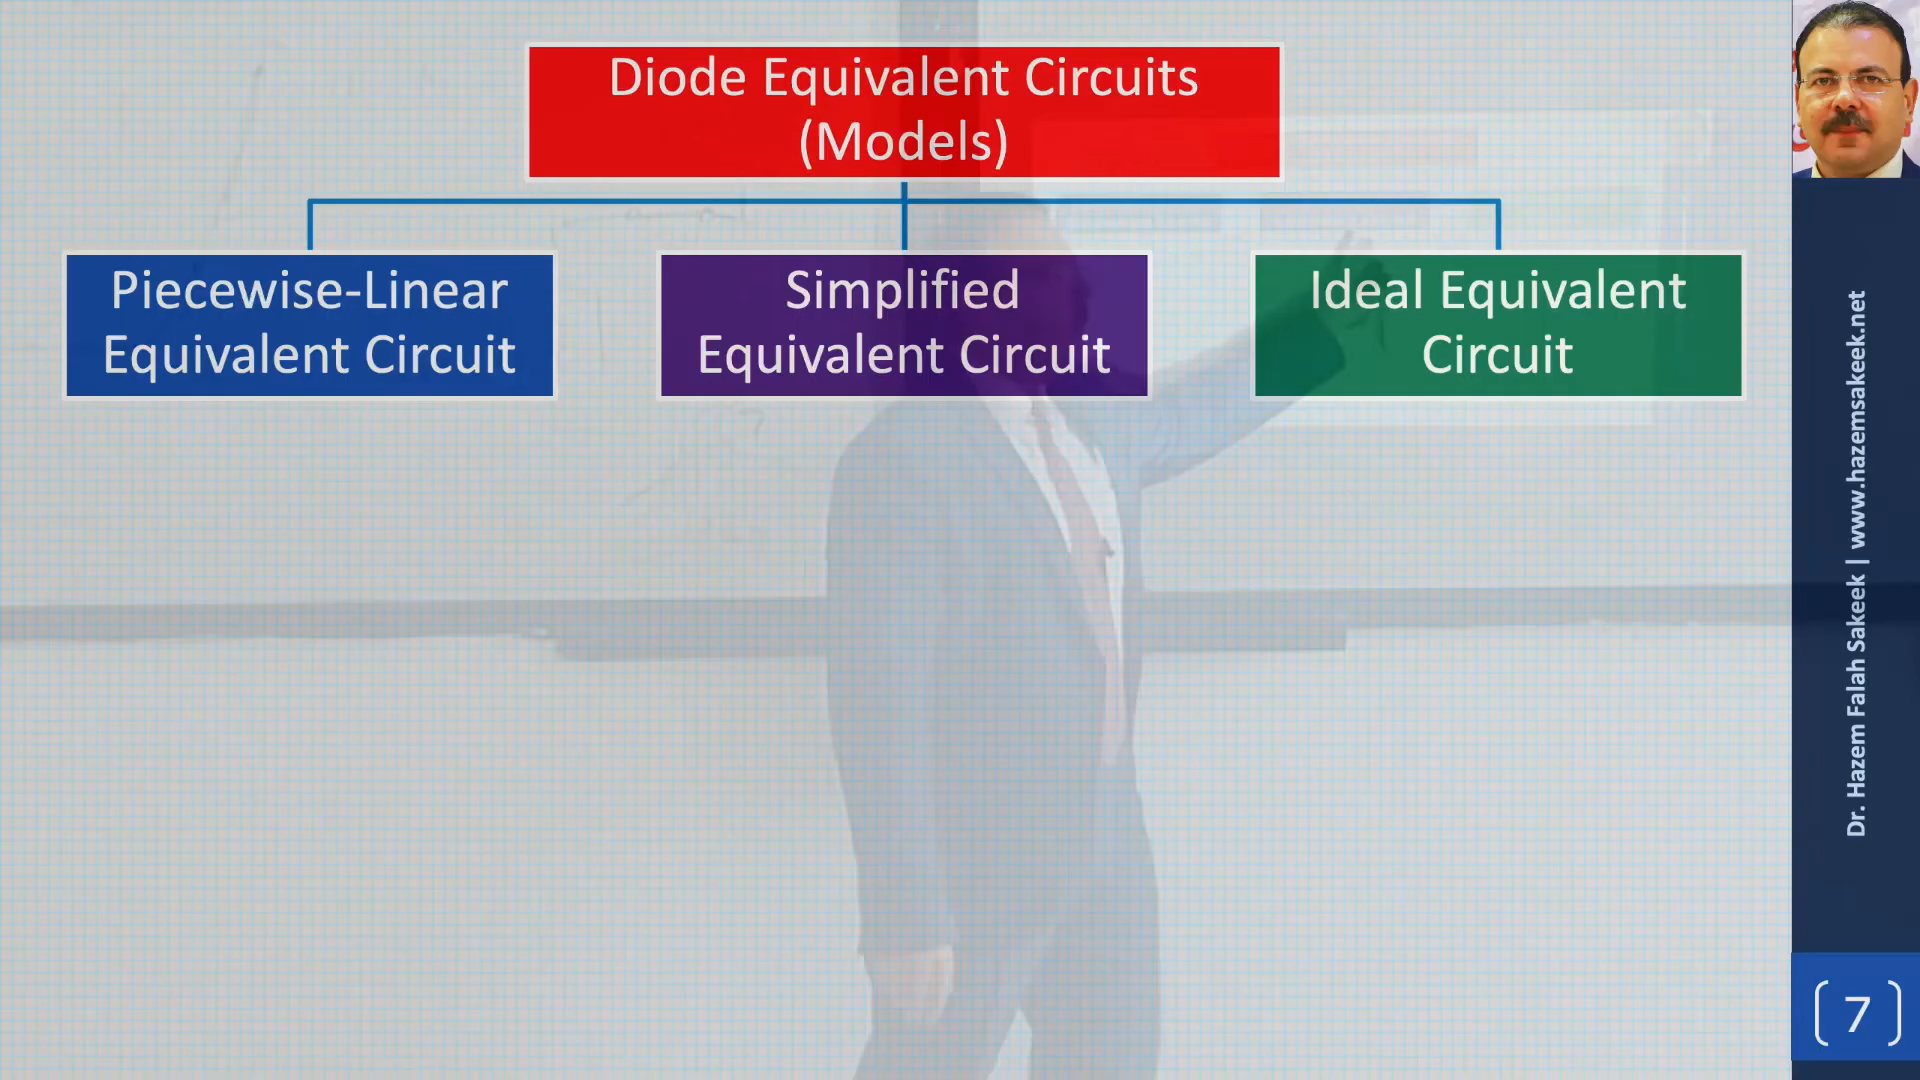 Diode Equivalent Circuits
(Models)
Piecewise-Linear
Equivalent Circuit
Simplified
Equivalent Circuit
Ideal Equivalent
Circuit
Dr. Hazem Falah Sakeek | www.hazemsakeek.net
[7]